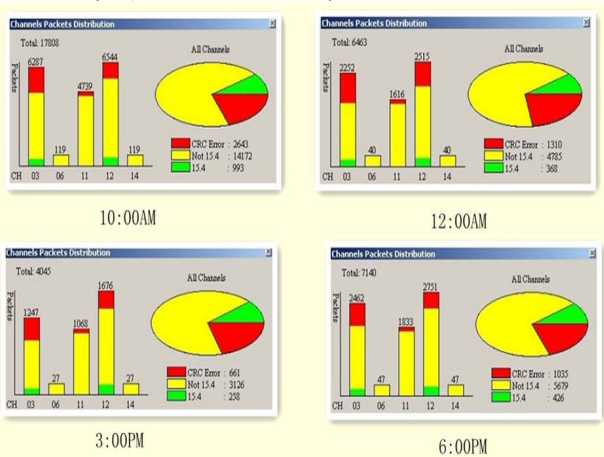 Channels Packets Distribution
Total: 17808
All Channels
Packets
6287
119
4739
6544
119
CH 03 06 11 12 14
CRC Error : 2643
Not 15.4 : 14172
15.4 : 993
10:00AM
Channels Packets Distribution
Total: 6463
All Channels
Packets
2252
40
1616
2515
40
CH 03 06 11 12 14
CRC Error : 1310
Not 15.4 : 4785
15.4 : 368
12:00AM
Channels Packets Distribution
Total: 4045
All Channels
Packets
1247
27
1068
1676
27
CH 03 06 11 12 14
CRC Error : 661
Not 15.4 : 3126
15.4 : 258
3:00PM
Channels Packets Distribution
Total: 7140
All Channels
Packets
2462
47
1833
2751
47
CH 03 06 11 12 14
CRC Error : 1035
Not 15.4 : 5679
15.4 : 426
6:00PM